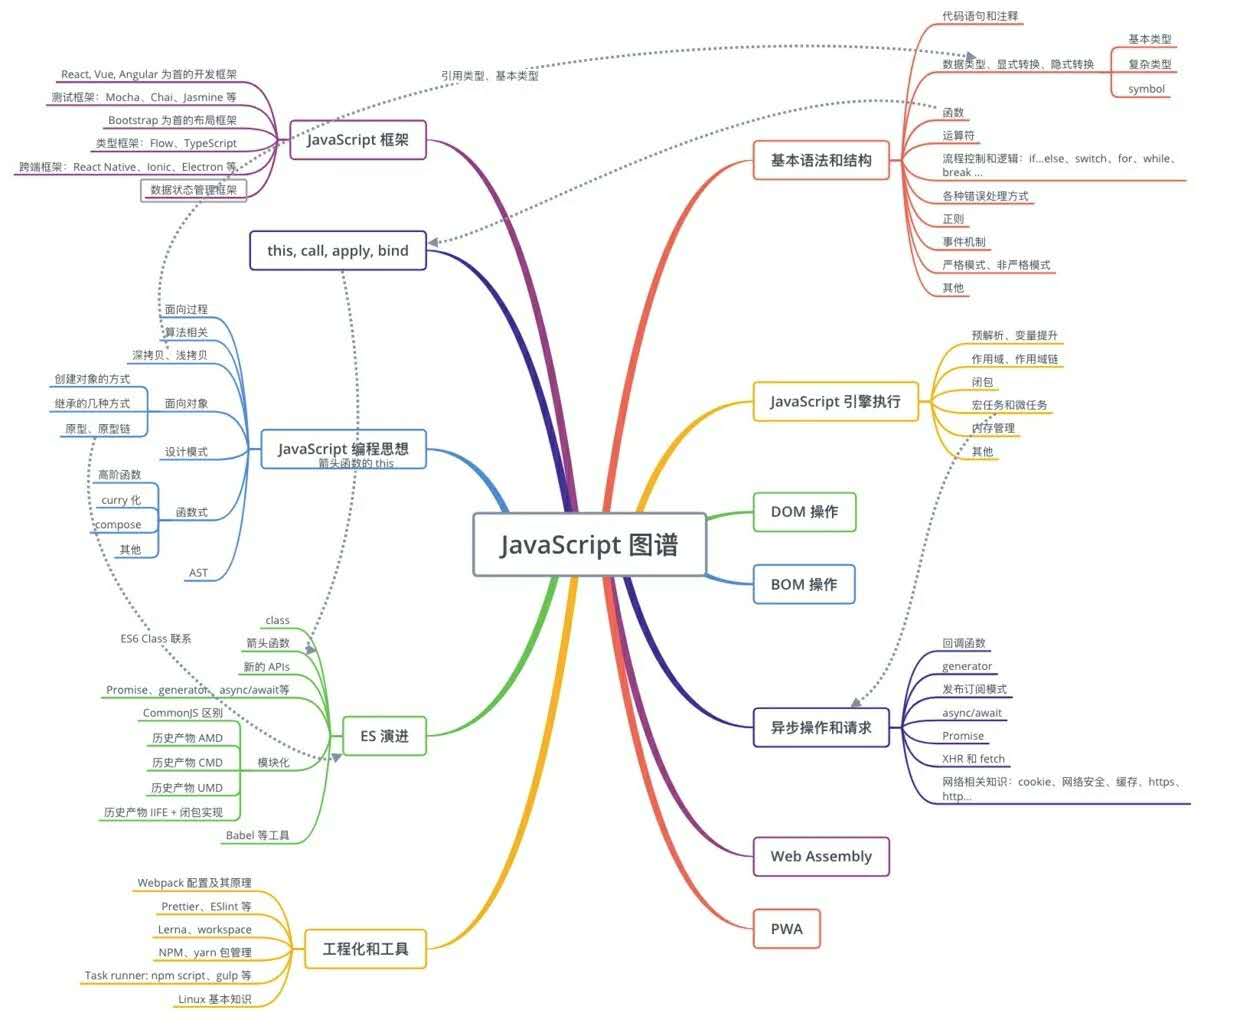 JavaScript 图谱
基本语法和结构
代码语句和注释
数据类型、显式转换、隐式转换
基本类型
复杂类型
symbol
函数
运算符
流程控制和逻辑：if...else、switch、for、while、
break ...
各种错误处理方式
正则
事件机制
严格模式、非严格模式
其他
JavaScript 引擎执行
预解析、变量提升
作用域、作用域链
闭包
宏任务和微任务
内存管理
其他
DOM 操作
BOM 操作
异步操作和请求
回调函数
generator
发布订阅模式
async/await
Promise
XHR 和 fetch
网络相关知识：cookie、网络安全、缓存、https、
http...
Web Assembly
PWA
JavaScript 框架
React, Vue, Angular 为首的开发框架
测试框架：Mocha、Chai、Jasmine 等
Bootstrap 为首的布局框架
类型框架：Flow、TypeScript
跨端框架：React Native、Ionic、Electron 等
数据状态管理框架
引用类型、基本类型
this, call, apply, bind
JavaScript 编程思想
箭头函数的 this
面向过程
算法相关
深拷贝、浅拷贝
面向对象
创建对象的方式
继承的几种方式
原型、原型链
设计模式
函数式
高阶函数
curry 化
compose
其他
AST
ES6 Class 联系
ES 演进
class
箭头函数
新的 APIs
Promise、generator、async/await等
模块化
CommonJS 区别
历史产物 AMD
历史产物 CMD
历史产物 UMD
历史产物 IIFE + 闭包实现
Babel 等工具
工程化和工具
Webpack 配置及其原理
Prettier、ESlint 等
Lerna、workspace
NPM、yarn 包管理
Task runner: npm script、gulp 等
Linux 基本知识